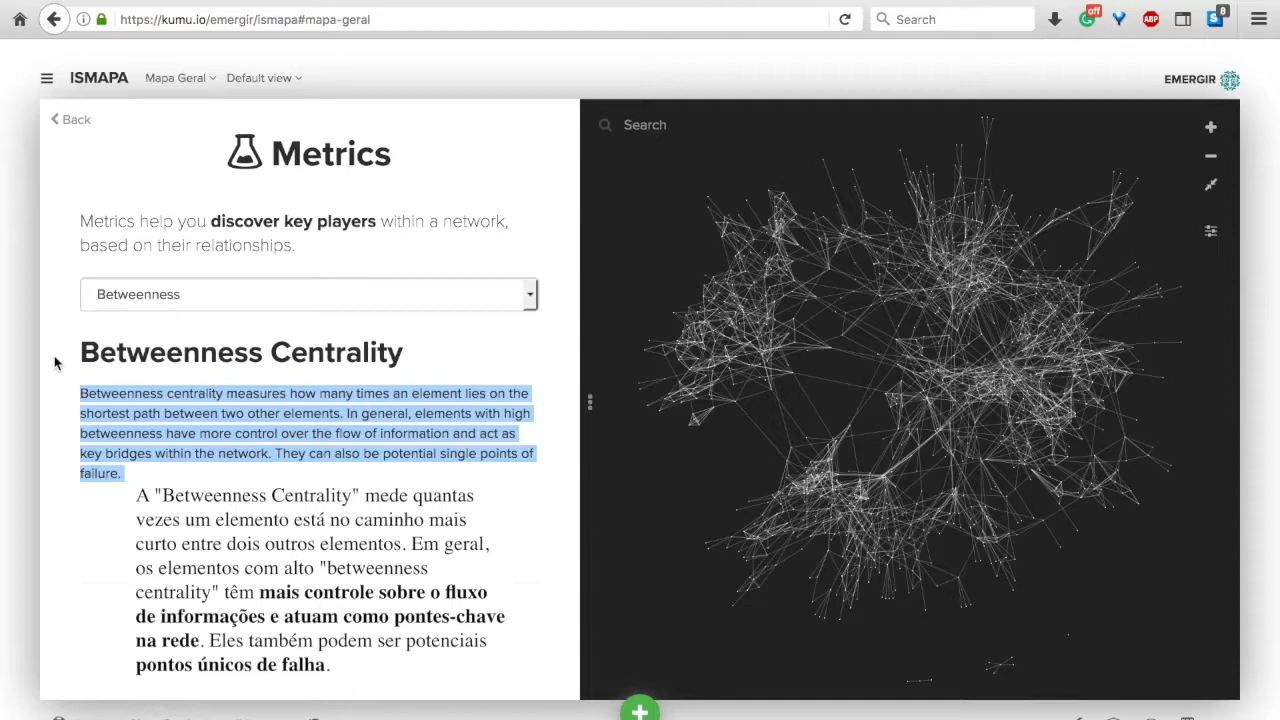 https://kumu.io/emergir/ismapa#mapa-geral
Search
off
ABP
8
ISMAPA
Mapa Geral
Default view
EMERGIR
Back
Metrics
Metrics help you discover key players within a network,
based on their relationships.
Betweenness
Betweenness Centrality
Betweenness centrality measures how many times an element lies on the
shortest path between two other elements. In general, elements with high
betweenness have more control over the flow of information and act as
key bridges within the network. They can also be potential single points of
failure.
A "Betweenness Centrality" mede quantas
vezes um elemento está no caminho mais
curto entre dois outros elementos. Em geral,
os elementos com alto "betweenness
centrality" têm mais controle sobre o fluxo
de informações e atuam como pontes-chave
na rede. Eles também podem ser potenciais
pontos únicos de falha.
Search